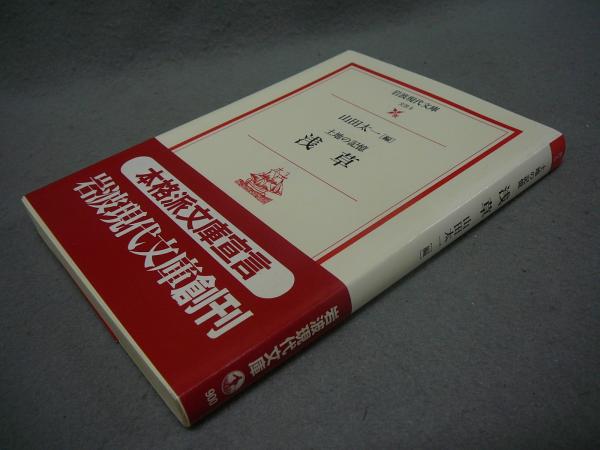 岩波現代文庫
山田太一[編]
土地の記憶
浅草
本格派文庫宣言
岩波現代文庫創刊
土地の記憶 浅草 山田太一[編]
岩波現代文庫
900